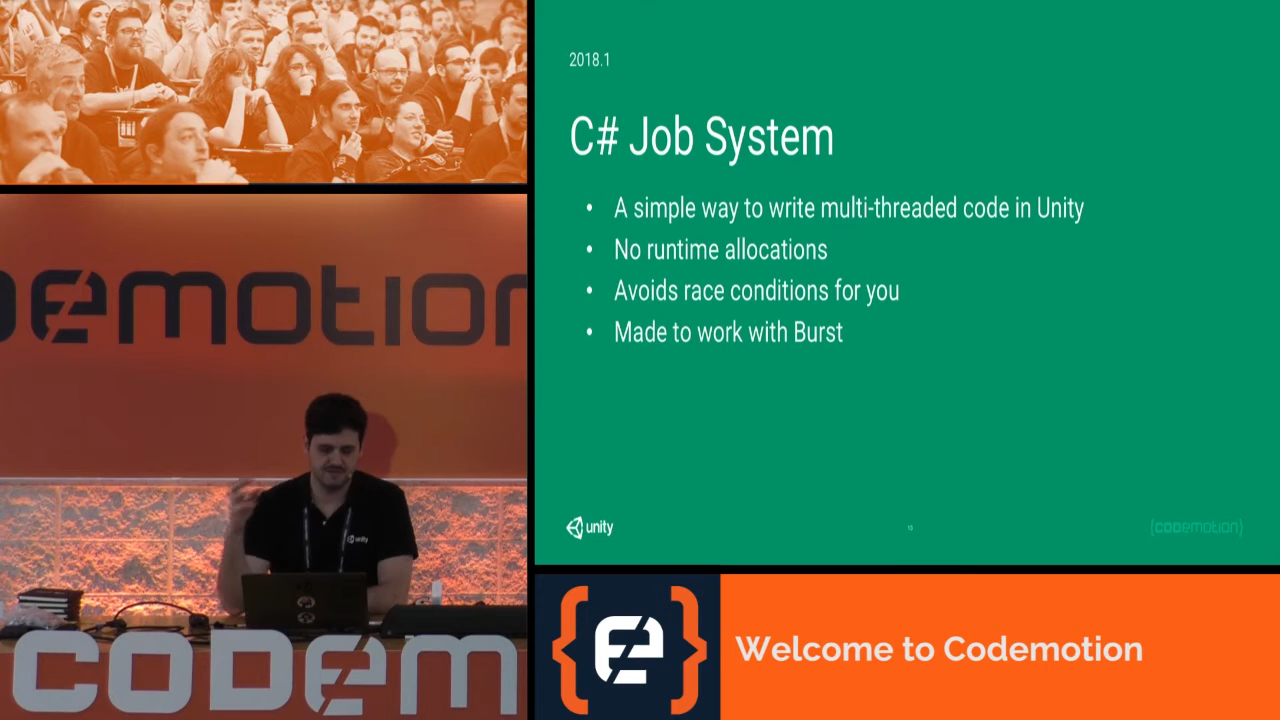 2018.1
C# Job System
• A simple way to write multi-threaded code in Unity
• No runtime allocations
• Avoids race conditions for you
• Made to work with Burst
unity
{codemotion}
demotion
unity
CODEM
Welcome to Codemotion